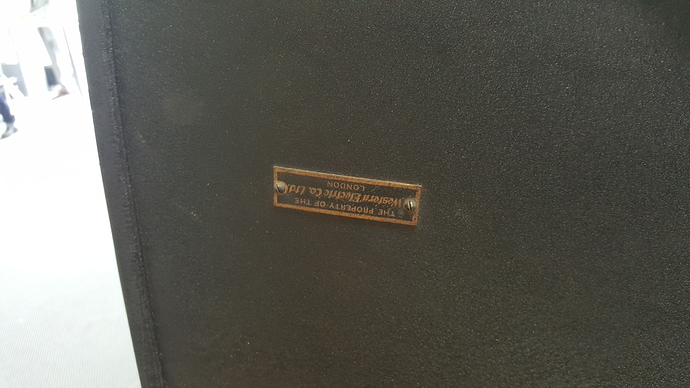 THE PROPERTY OF THE
Western Electric Co. Ltd.
LONDON